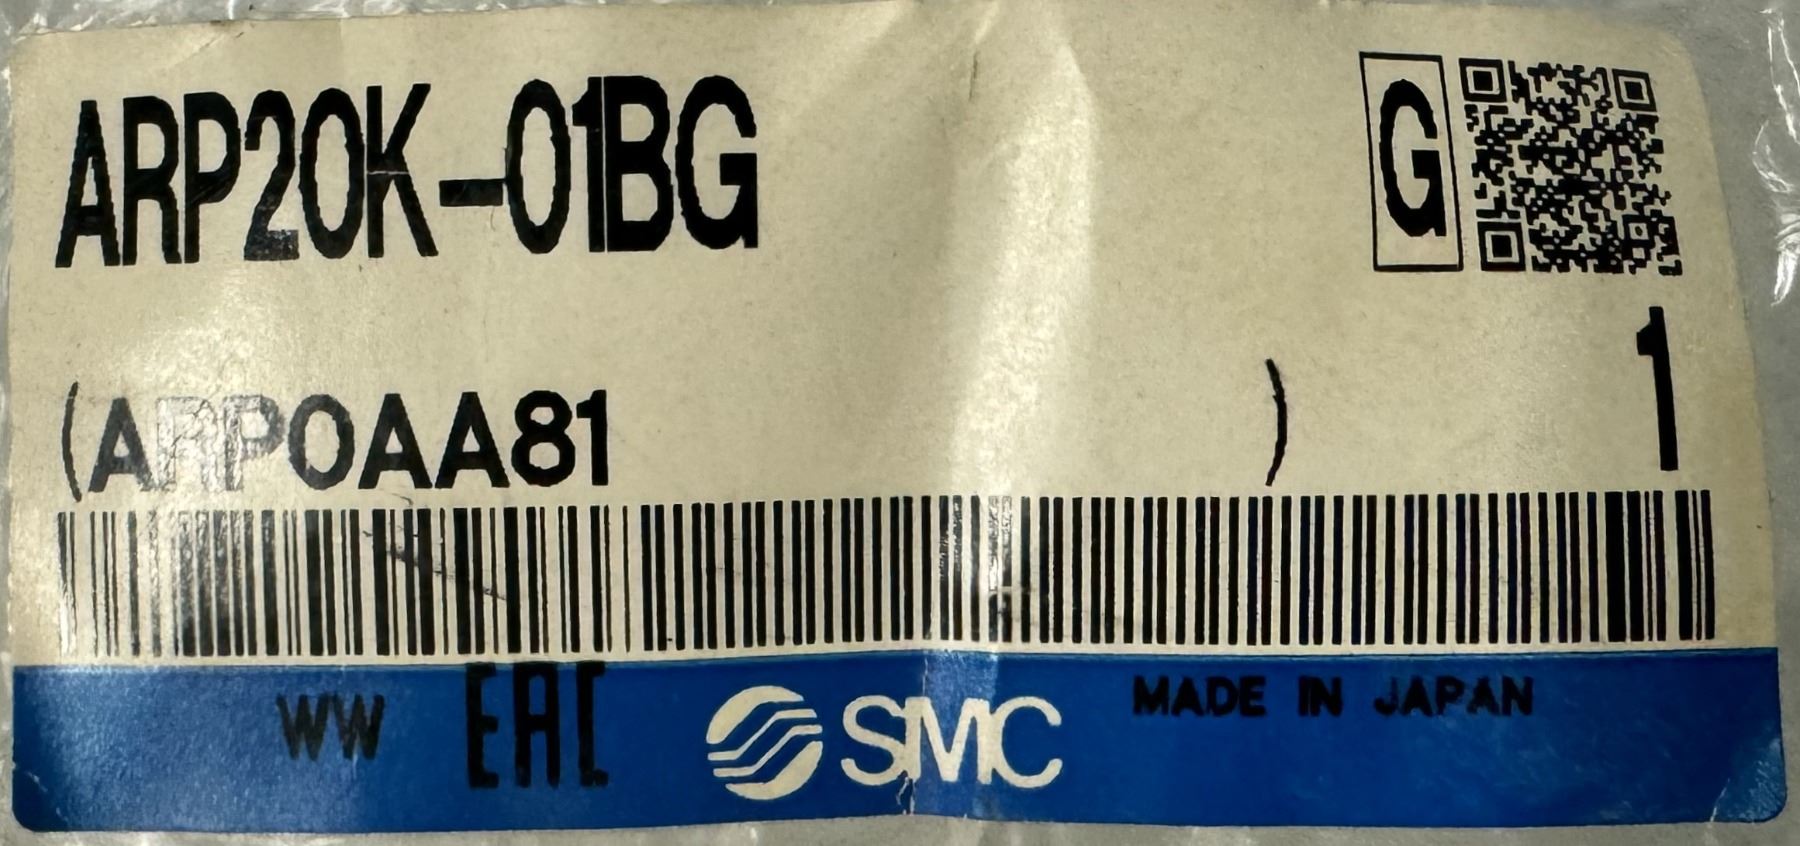 ARP20K-01BG
G
(ARP0AA81 )
1
WW EAC SMC MADE IN JAPAN